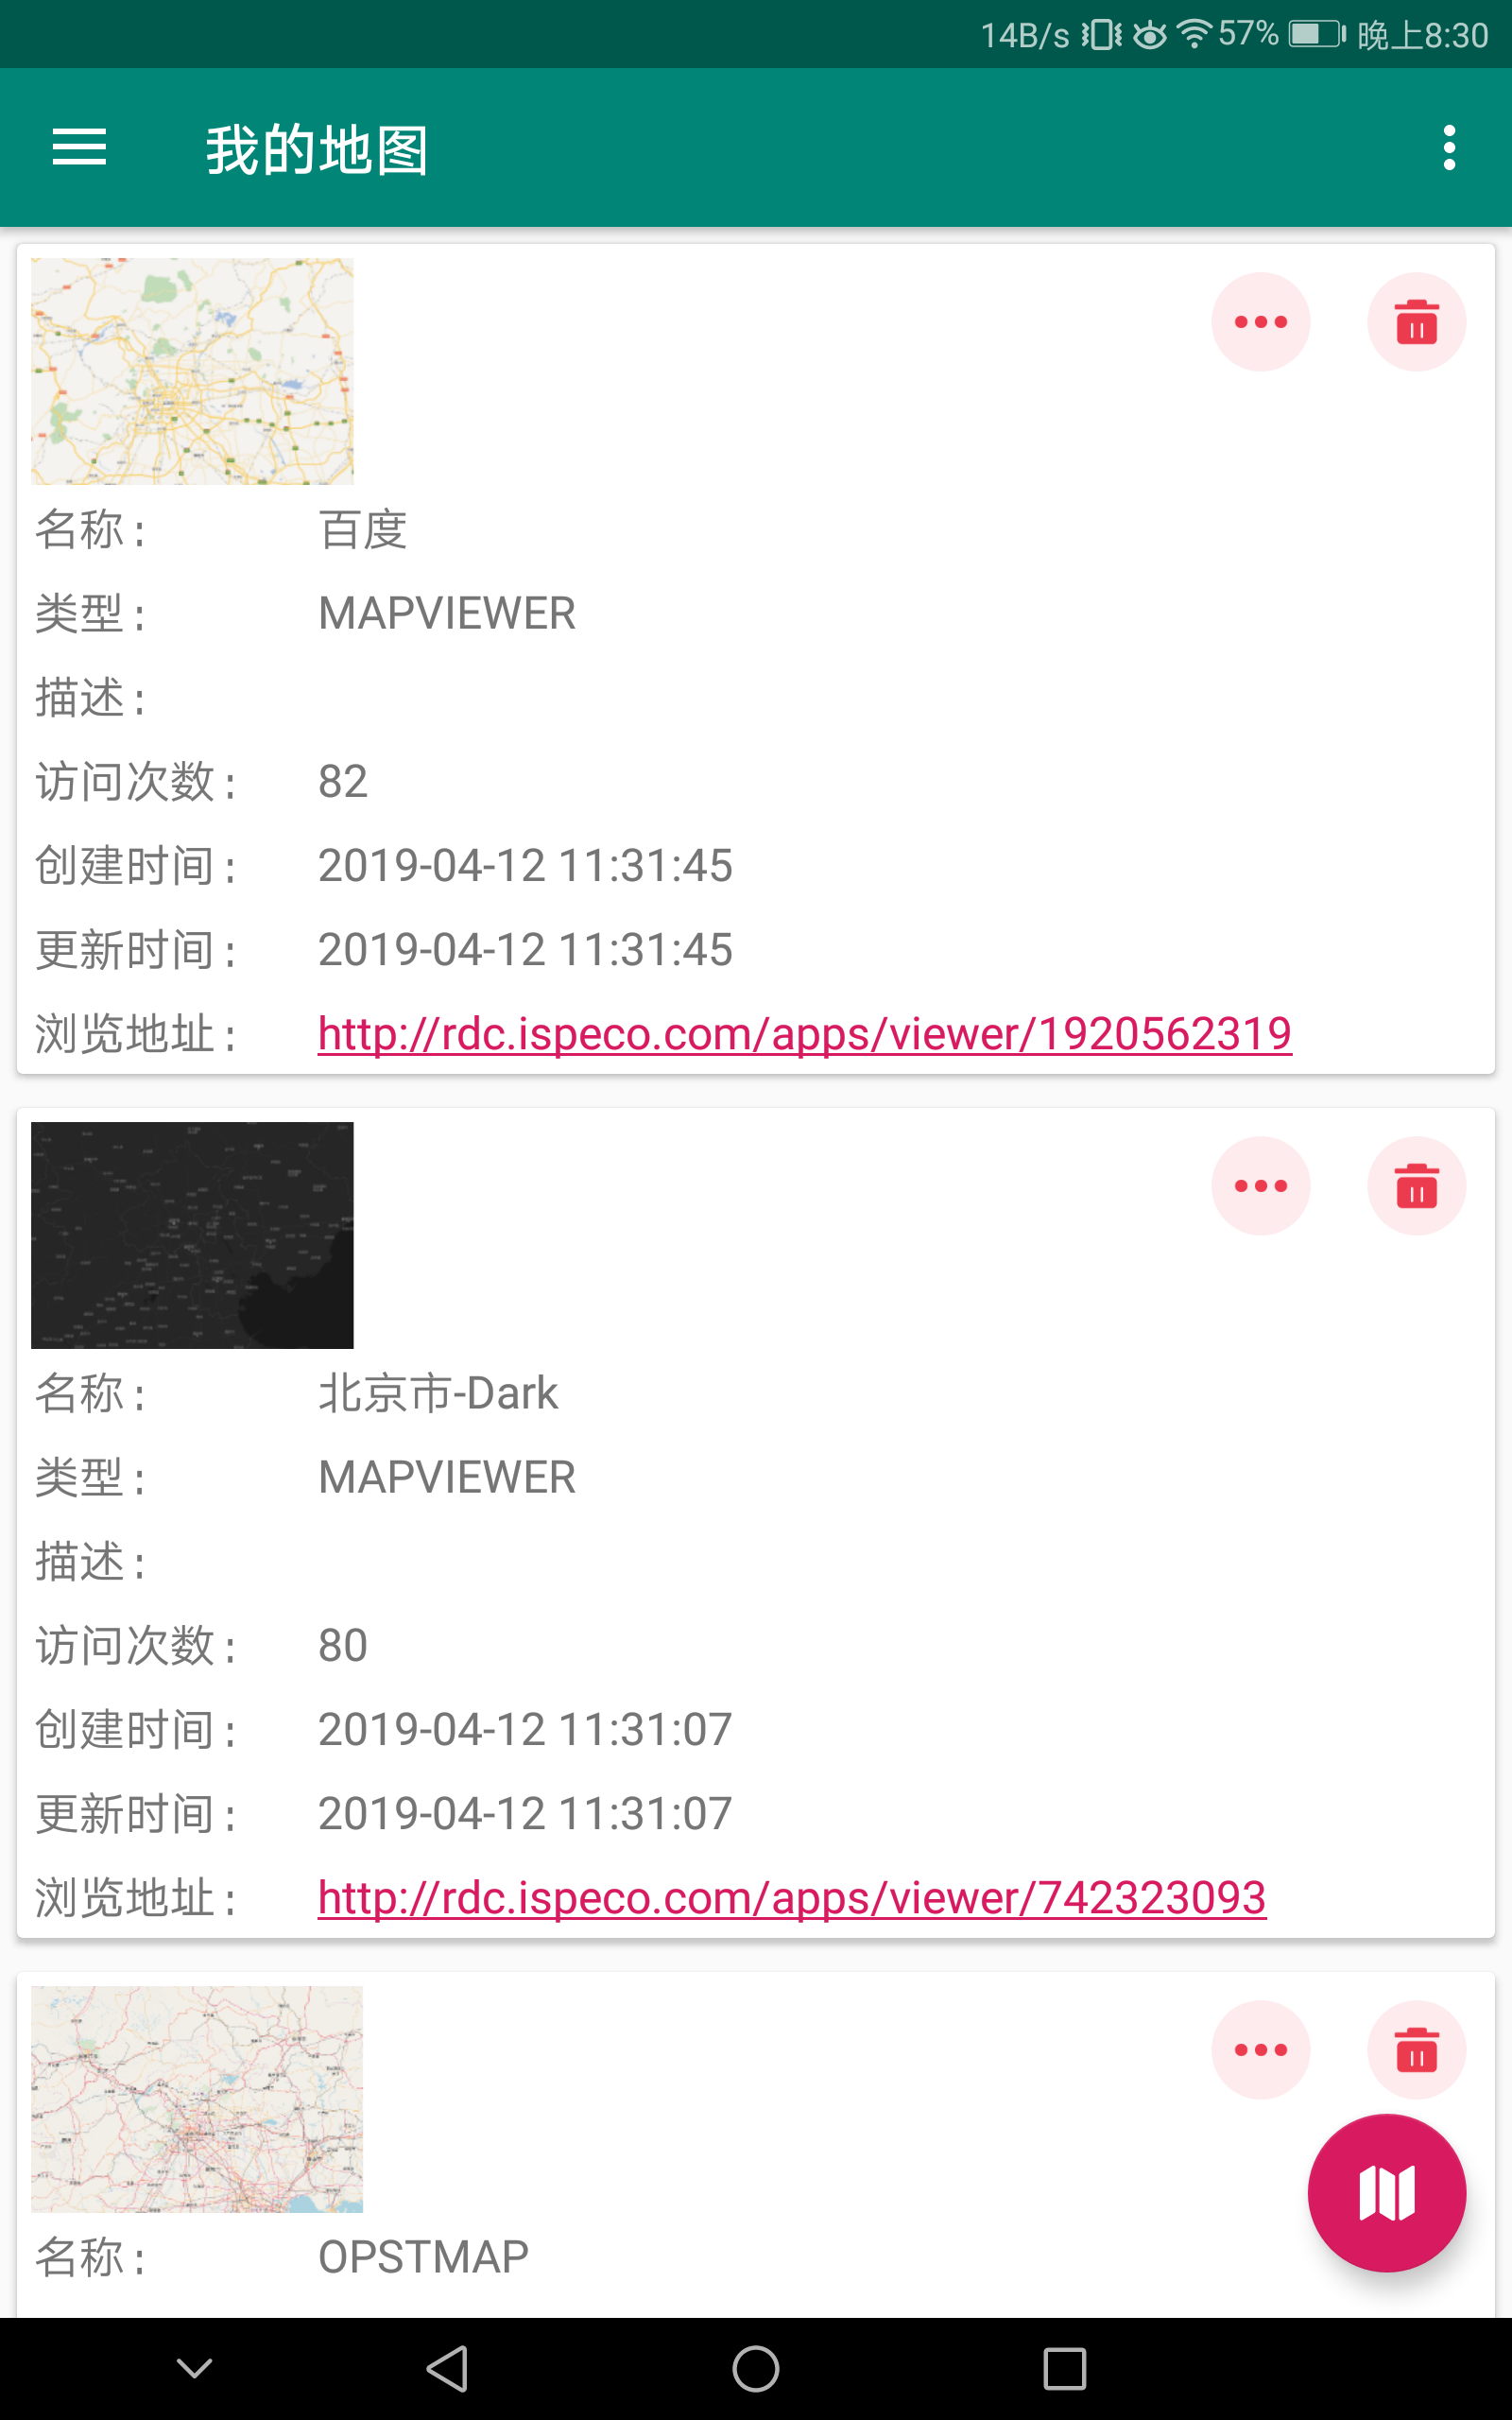 14B/s 57% 晚上8:30
我的地图
名称: 百度
类型: MAPVIEWER
描述:
访问次数: 82
创建时间: 2019-04-12 11:31:45
更新时间: 2019-04-12 11:31:45
浏览地址: http://rdc.ispeco.com/apps/viewer/1920562319
名称: 北京市-Dark
类型: MAPVIEWER
描述:
访问次数: 80
创建时间: 2019-04-12 11:31:07
更新时间: 2019-04-12 11:31:07
浏览地址: http://rdc.ispeco.com/apps/viewer/742323093
名称: OPSTMAP